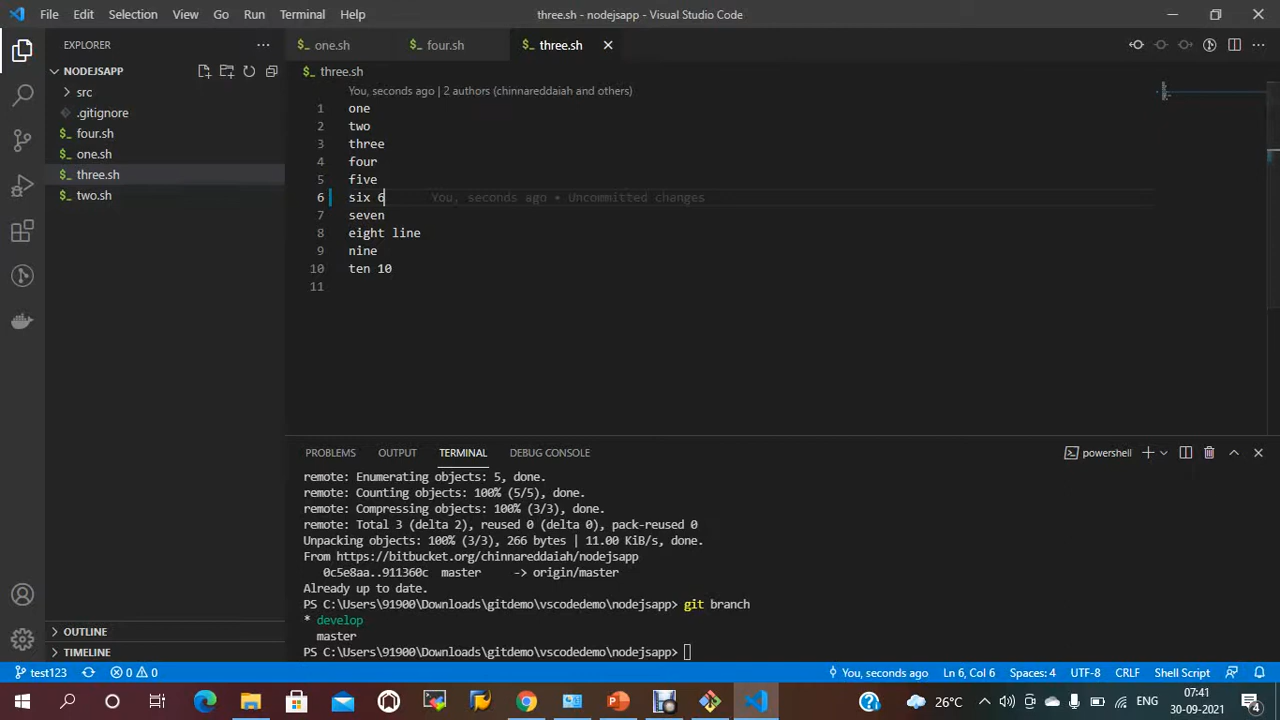 File Edit Selection View Go Run Terminal Help three.sh - nodejsapp - Visual Studio Code
EXPLORER
one.sh four.sh three.sh
NODEJSAPP
three.sh
src
.gitignore
four.sh
one.sh
three.sh
two.sh
You, seconds ago | 2 authors (chinnareddaiah and others)
1 one
2 two
3 three
4 four
5 five
6 six 6 You, seconds ago • Uncommitted changes
7 seven
8 eight line
9 nine
10 ten 10
11
PROBLEMS OUTPUT TERMINAL DEBUG CONSOLE powershell
remote: Enumerating objects: 5, done.
remote: Counting objects: 100% (5/5), done.
remote: Compressing objects: 100% (3/3), done.
remote: Total 3 (delta 2), reused 0 (delta 0), pack-reused 0
Unpacking objects: 100% (3/3), 266 bytes | 11.00 KiB/s, done.
From https://bitbucket.org/chinnareddaiah/nodejsapp
0c5e8aa..911360c master -> origin/master
Already up to date.
PS C:\Users\91900\Downloads\gitdemo\vscodedemo\nodejsapp> git branch
* develop
master
PS C:\Users\91900\Downloads\gitdemo\vscodedemo\nodejsapp>
OUTLINE
TIMELINE
test123 0 0 You, seconds ago Ln 6, Col 6 Spaces: 4 UTF-8 CRLF Shell Script
26°C ENG 07:41 30-09-2021 4